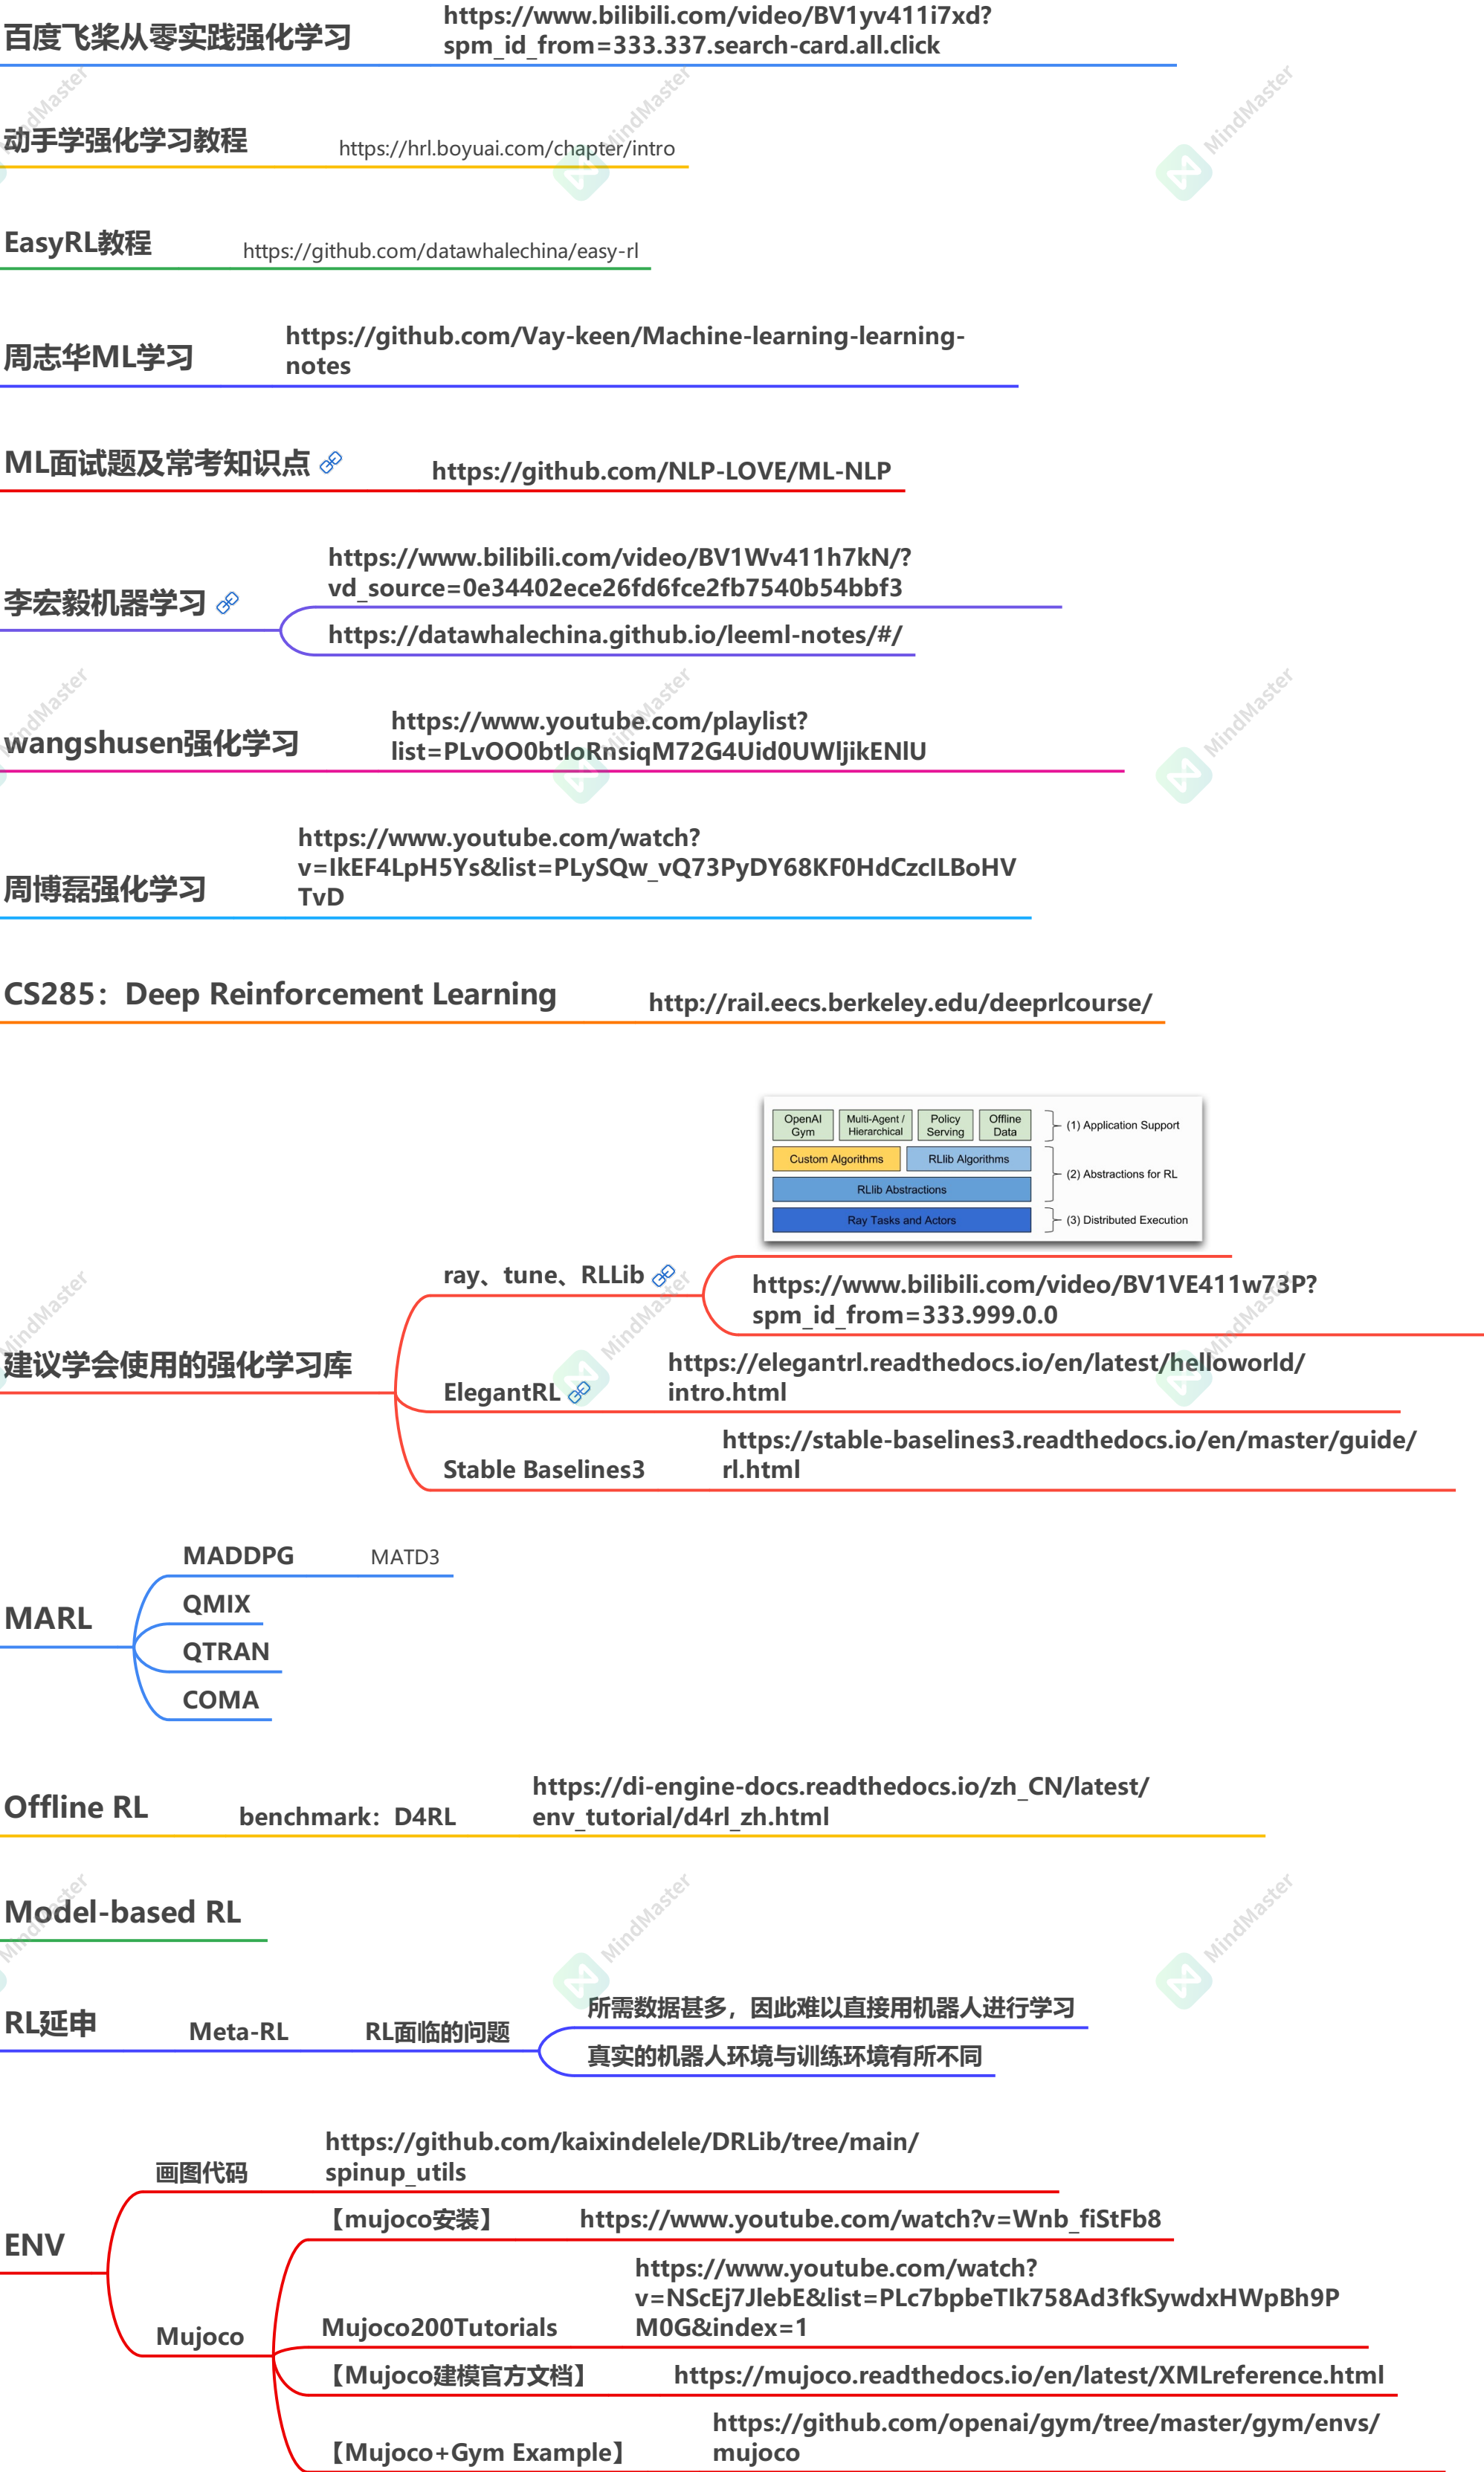 百度飞桨从零实践强化学习
https://www.bilibili.com/video/BV1yv411i7xd?
spm_id_from=333.337.search-card.all.click
动手学强化学习教程
https://hrl.boyuai.com/chapter/intro
EasyRL教程
https://github.com/datawhalechina/easy-rl
周志华ML学习
https://github.com/Vay-keen/Machine-learning-learning-
notes
ML面试题及常考知识点
https://github.com/NLP-LOVE/ML-NLP
李宏毅机器学习
https://www.bilibili.com/video/BV1Wv411h7kN/?
vd_source=0e34402ece26fd6fce2fb7540b54bbf3
https://datawhalechina.github.io/leeml-notes/#/
wangshusen强化学习
https://www.youtube.com/playlist?
list=PLvOO0btloRnsiqM72G4Uid0UWljikENlU
周博磊强化学习
https://www.youtube.com/watch?
v=IkEF4LpH5Ys&list=PLySQw_vQ73PyDY68KF0HdCzcILBoHV
TvD
CS285：Deep Reinforcement Learning
http://rail.eecs.berkeley.edu/deeprlcourse/
OpenAI
Gym
Multi-Agent /
Hierarchical
Policy
Serving
Offline
Data
(1) Application Support
Custom Algorithms
RLlib Algorithms
(2) Abstractions for RL
RLlib Abstractions
Ray Tasks and Actors
(3) Distributed Execution
建议学会使用的强化学习库
ray、tune、RLLib
https://www.bilibili.com/video/BV1VE411w73P?
spm_id_from=333.999.0.0
ElegantRL
https://elegantrl.readthedocs.io/en/latest/helloworld/
intro.html
Stable Baselines3
https://stable-baselines3.readthedocs.io/en/master/guide/
rl.html
MARL
MADDPG
MATD3
QMIX
QTRAN
COMA
Offline RL
benchmark：D4RL
https://di-engine-docs.readthedocs.io/zh_CN/latest/
env_tutorial/d4rl_zh.html
Model-based RL
RL延申
Meta-RL
RL面临的问题
所需数据甚多，因此难以直接用机器人进行学习
真实的机器人环境与训练环境有所不同
ENV
画图代码
https://github.com/kaixindelele/DRLib/tree/main/
spinup_utils
Mujoco
【mujoco安装】
https://www.youtube.com/watch?v=Wnb_fiStFb8
Mujoco200Tutorials
https://www.youtube.com/watch?
v=NScEj7JlebE&list=PLc7bpbeTIk758Ad3fkSywdxHWpBh9P
M0G&index=1
【Mujoco建模官方文档】
https://mujoco.readthedocs.io/en/latest/XMLreference.html
【Mujoco+Gym Example】
https://github.com/openai/gym/tree/master/gym/envs/
mujoco
MindMaster
MindMaster
MindMaster
MindMaster
MindMaster
MindMaster
MindMaster
MindMaster
MindMaster
MindMaster
MindMaster
MindMaster